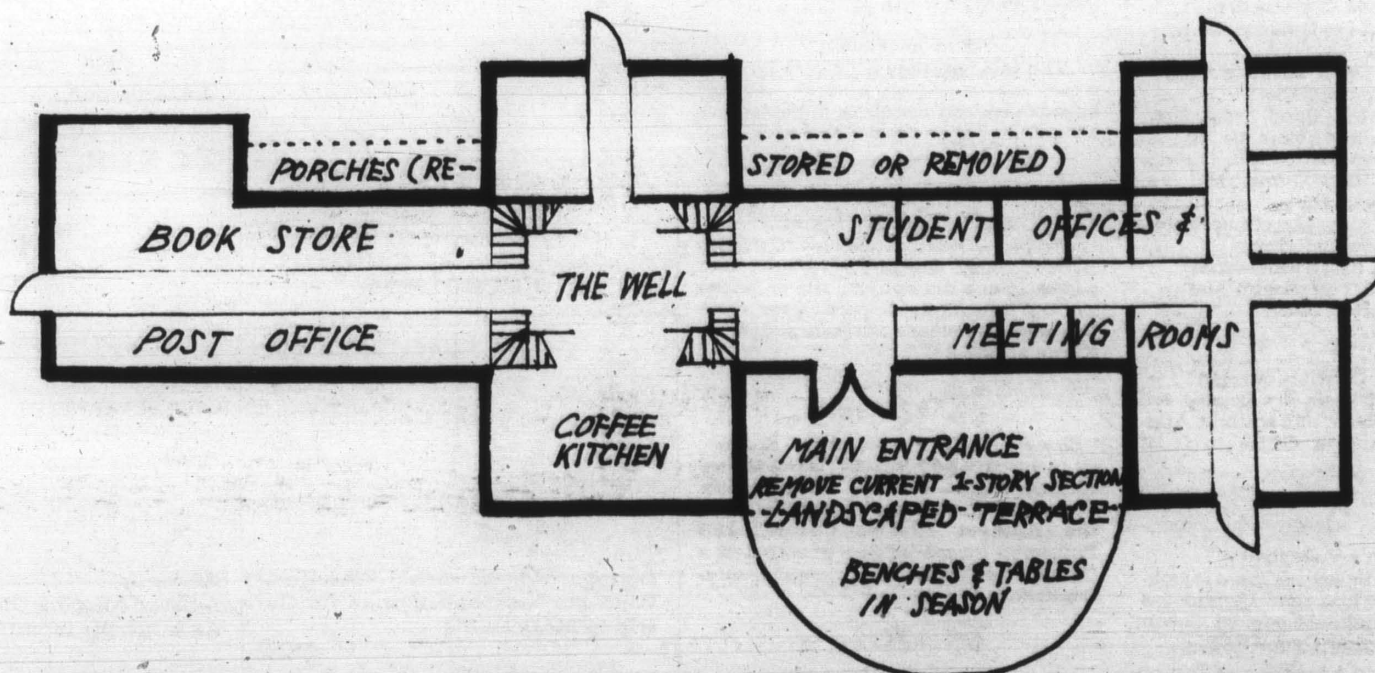 PORCHES (RE-
STORED OR REMOVED)
BOOK STORE
STUDENT OFFICES &
THE WELL
POST OFFICE
MEETING ROOMS
COFFEE
KITCHEN
MAIN ENTRANCE
REMOVE CURRENT 1-STORY SECTION
LANDSCAPED TERRACE
BENCHES & TABLES
IN SEASON